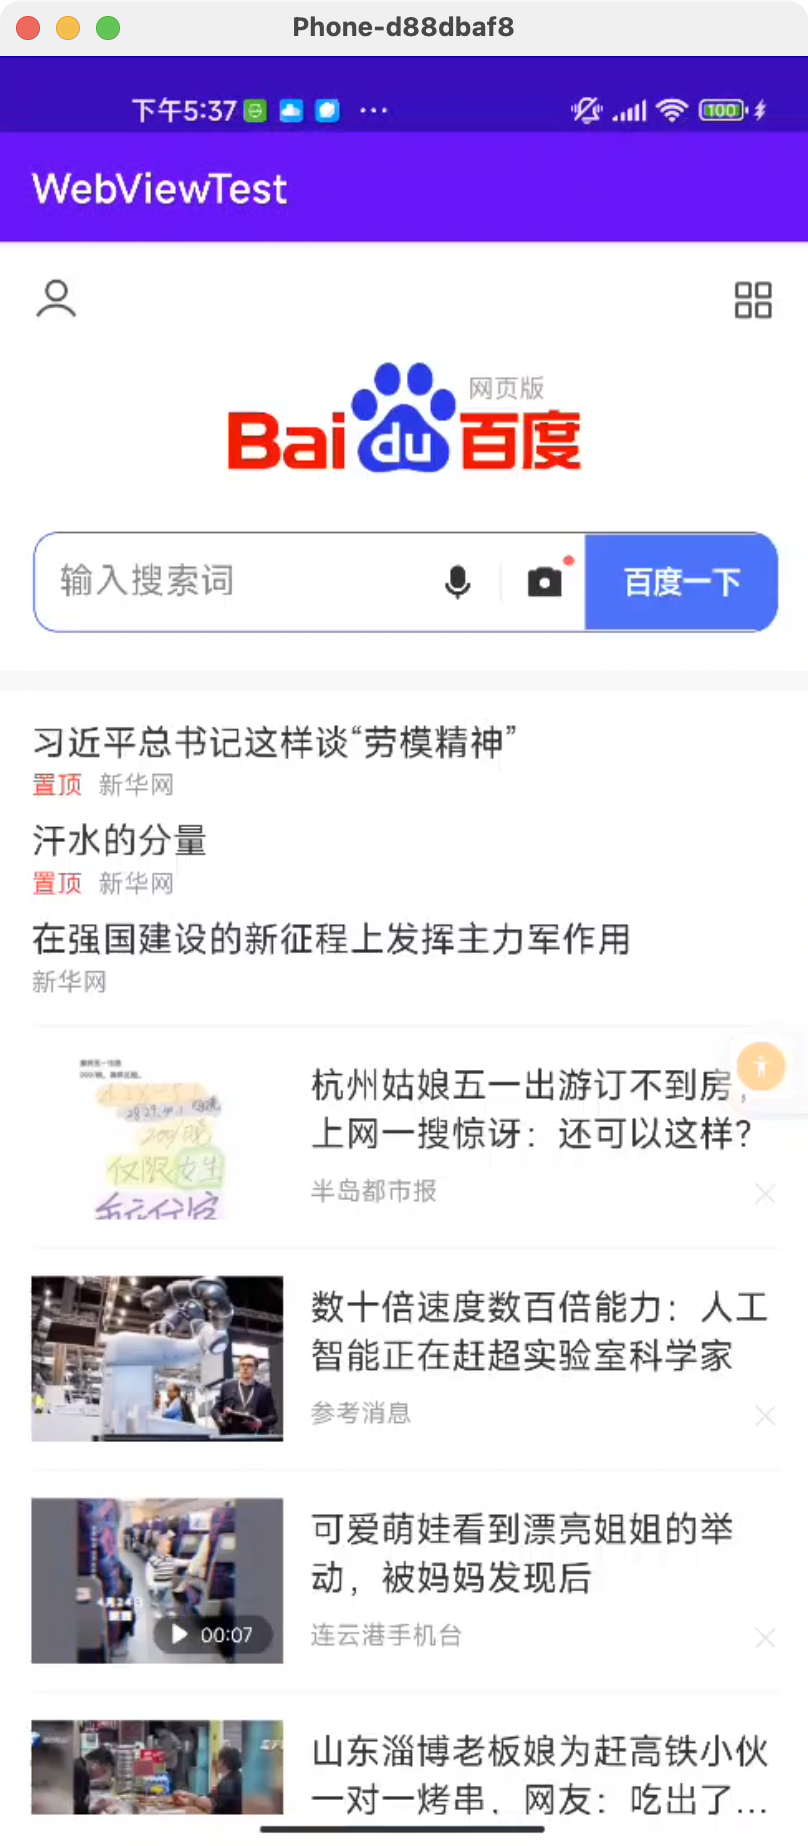 Phone-d88dbaf8
下午5:37
100
WebViewTest
网页版
Bai du 百度
输入搜索词
百度一下
习近平总书记这样谈“劳模精神”
置顶 新华网
汗水的分量
置顶 新华网
在强国建设的新征程上发挥主力军作用
新华网
杭州姑娘五一出游订不到房，
上网一搜惊讶：还可以这样？
半岛都市报
仅限女生
数十倍速度数百倍能力：人工
智能正在赶超实验室科学家
参考消息
可爱萌娃看到漂亮姐姐的举
动，被妈妈发现后
连云港手机台
4月24日
00:07
山东淄博老板娘为赶高铁小伙
一对一烤串，网友：吃出了...